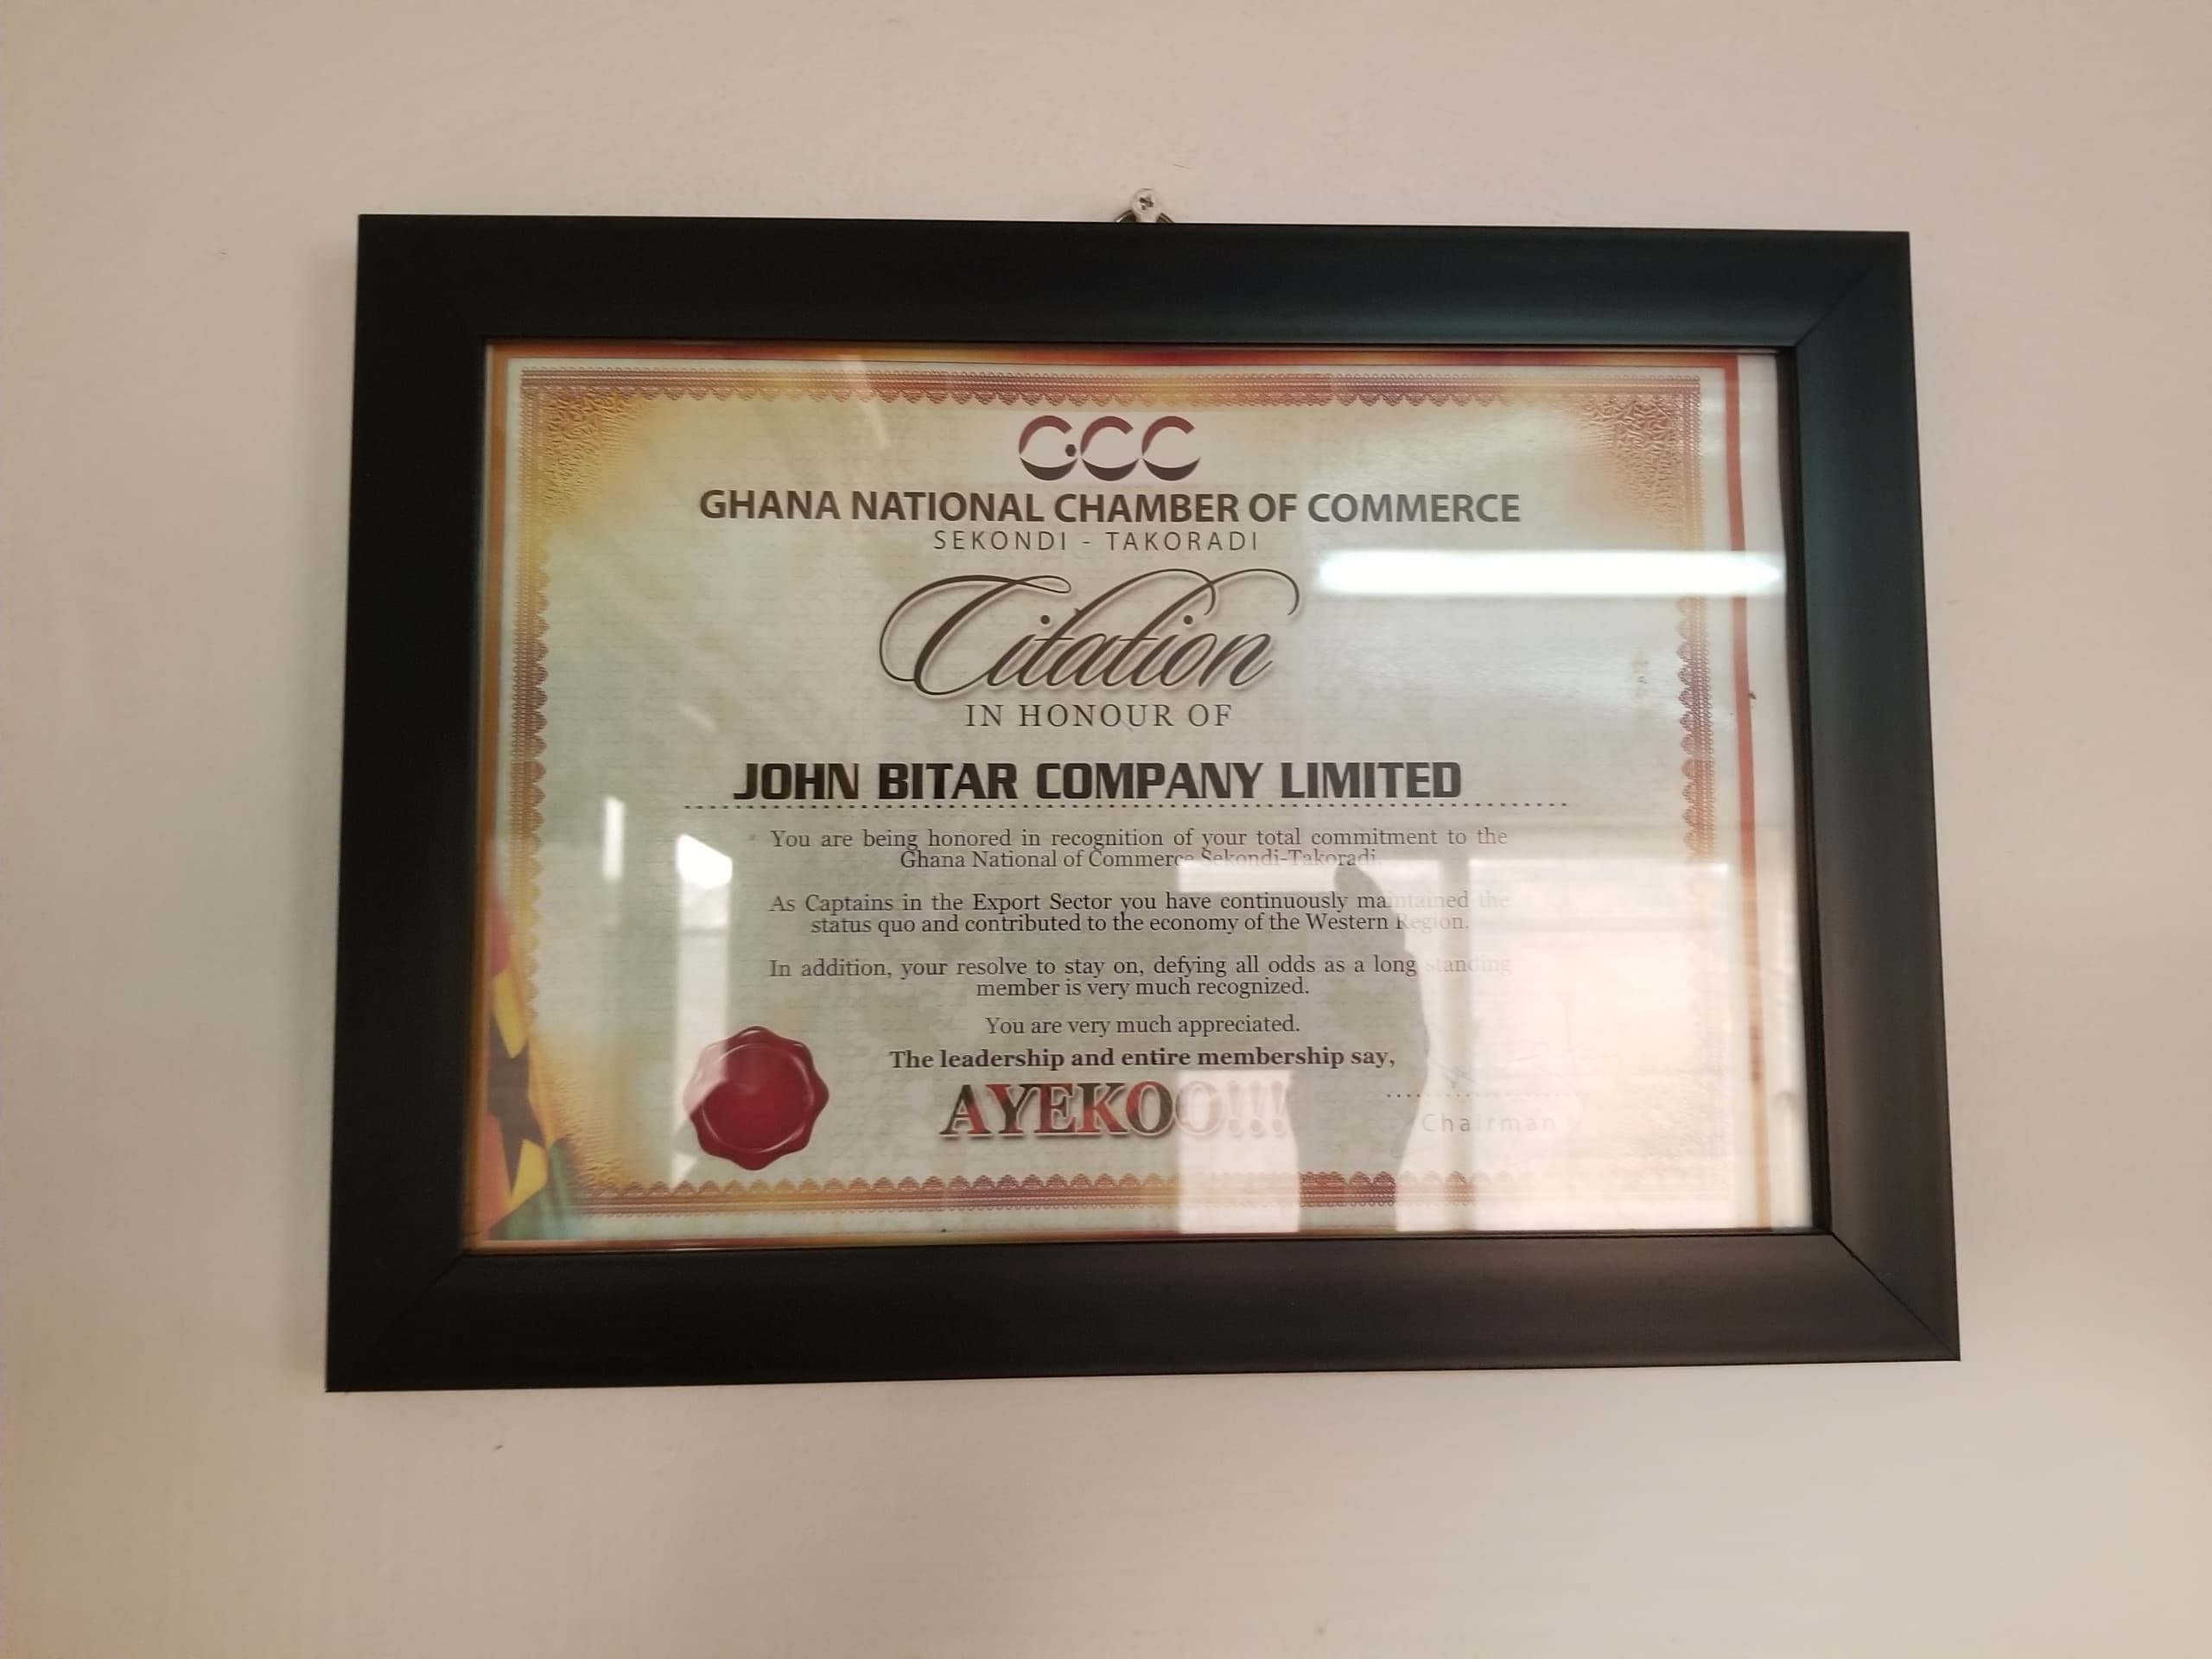 GCC
GHANA NATIONAL CHAMBER OF COMMERCE
SEKONDI - TAKORADI
Citation
IN HONOUR OF
JOHN BITAR COMPANY LIMITED
You are being honored in recognition of your total commitment to the
Ghana National of Commerce Sekondi-Takoradi.
As Captains in the Export Sector you have continuously maintained the
status quo and contributed to the economy of the Western Region.
In addition, your resolve to stay on, defying all odds as a long standing
member is very much recognized.
You are very much appreciated.
The leadership and entire membership say,
AYEKOO!!!
Chairman